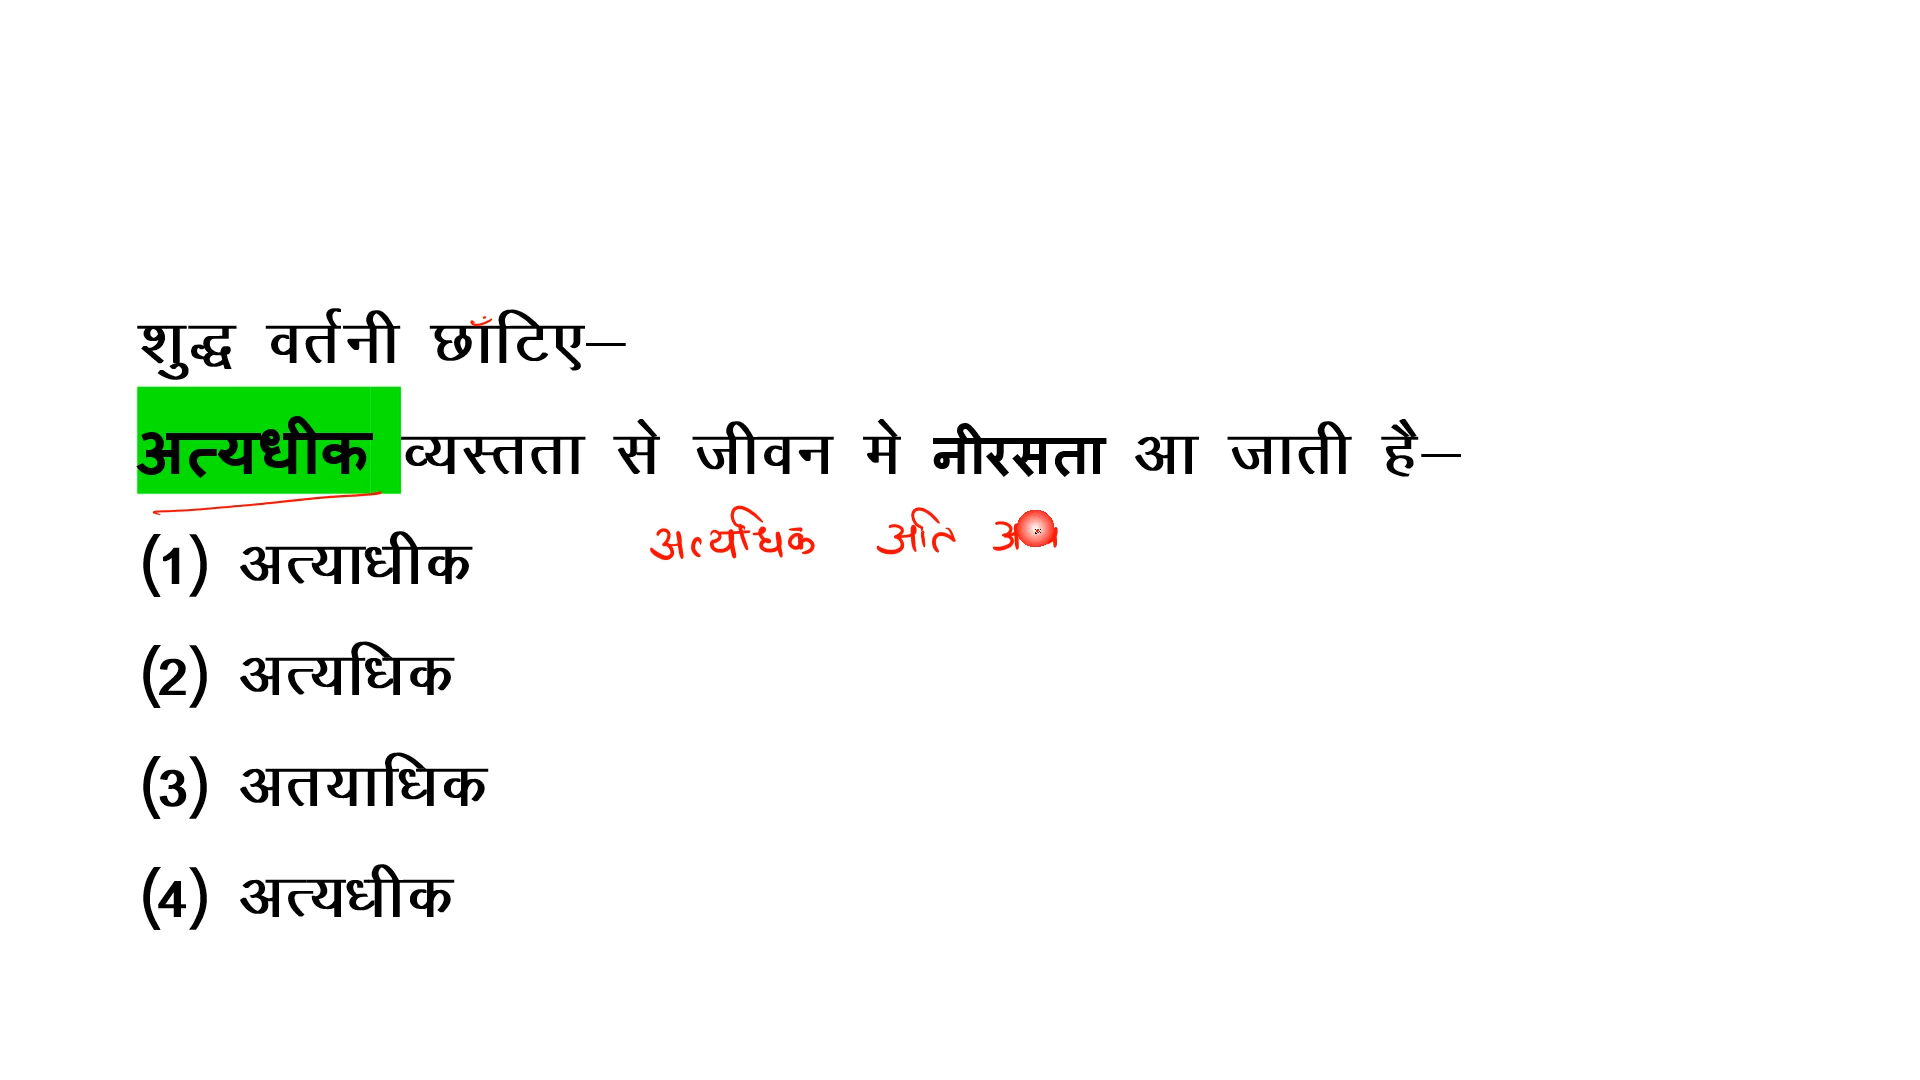 शुद्ध वर्तनी छाँटिए–
अत्यधीक व्यस्तता से जीवन मे नीरसता आ जाती है–
अत्यधिक अति
(1) अत्याधीक
(2) अत्यधिक
(3) अतयाधिक
(4) अत्यधीक